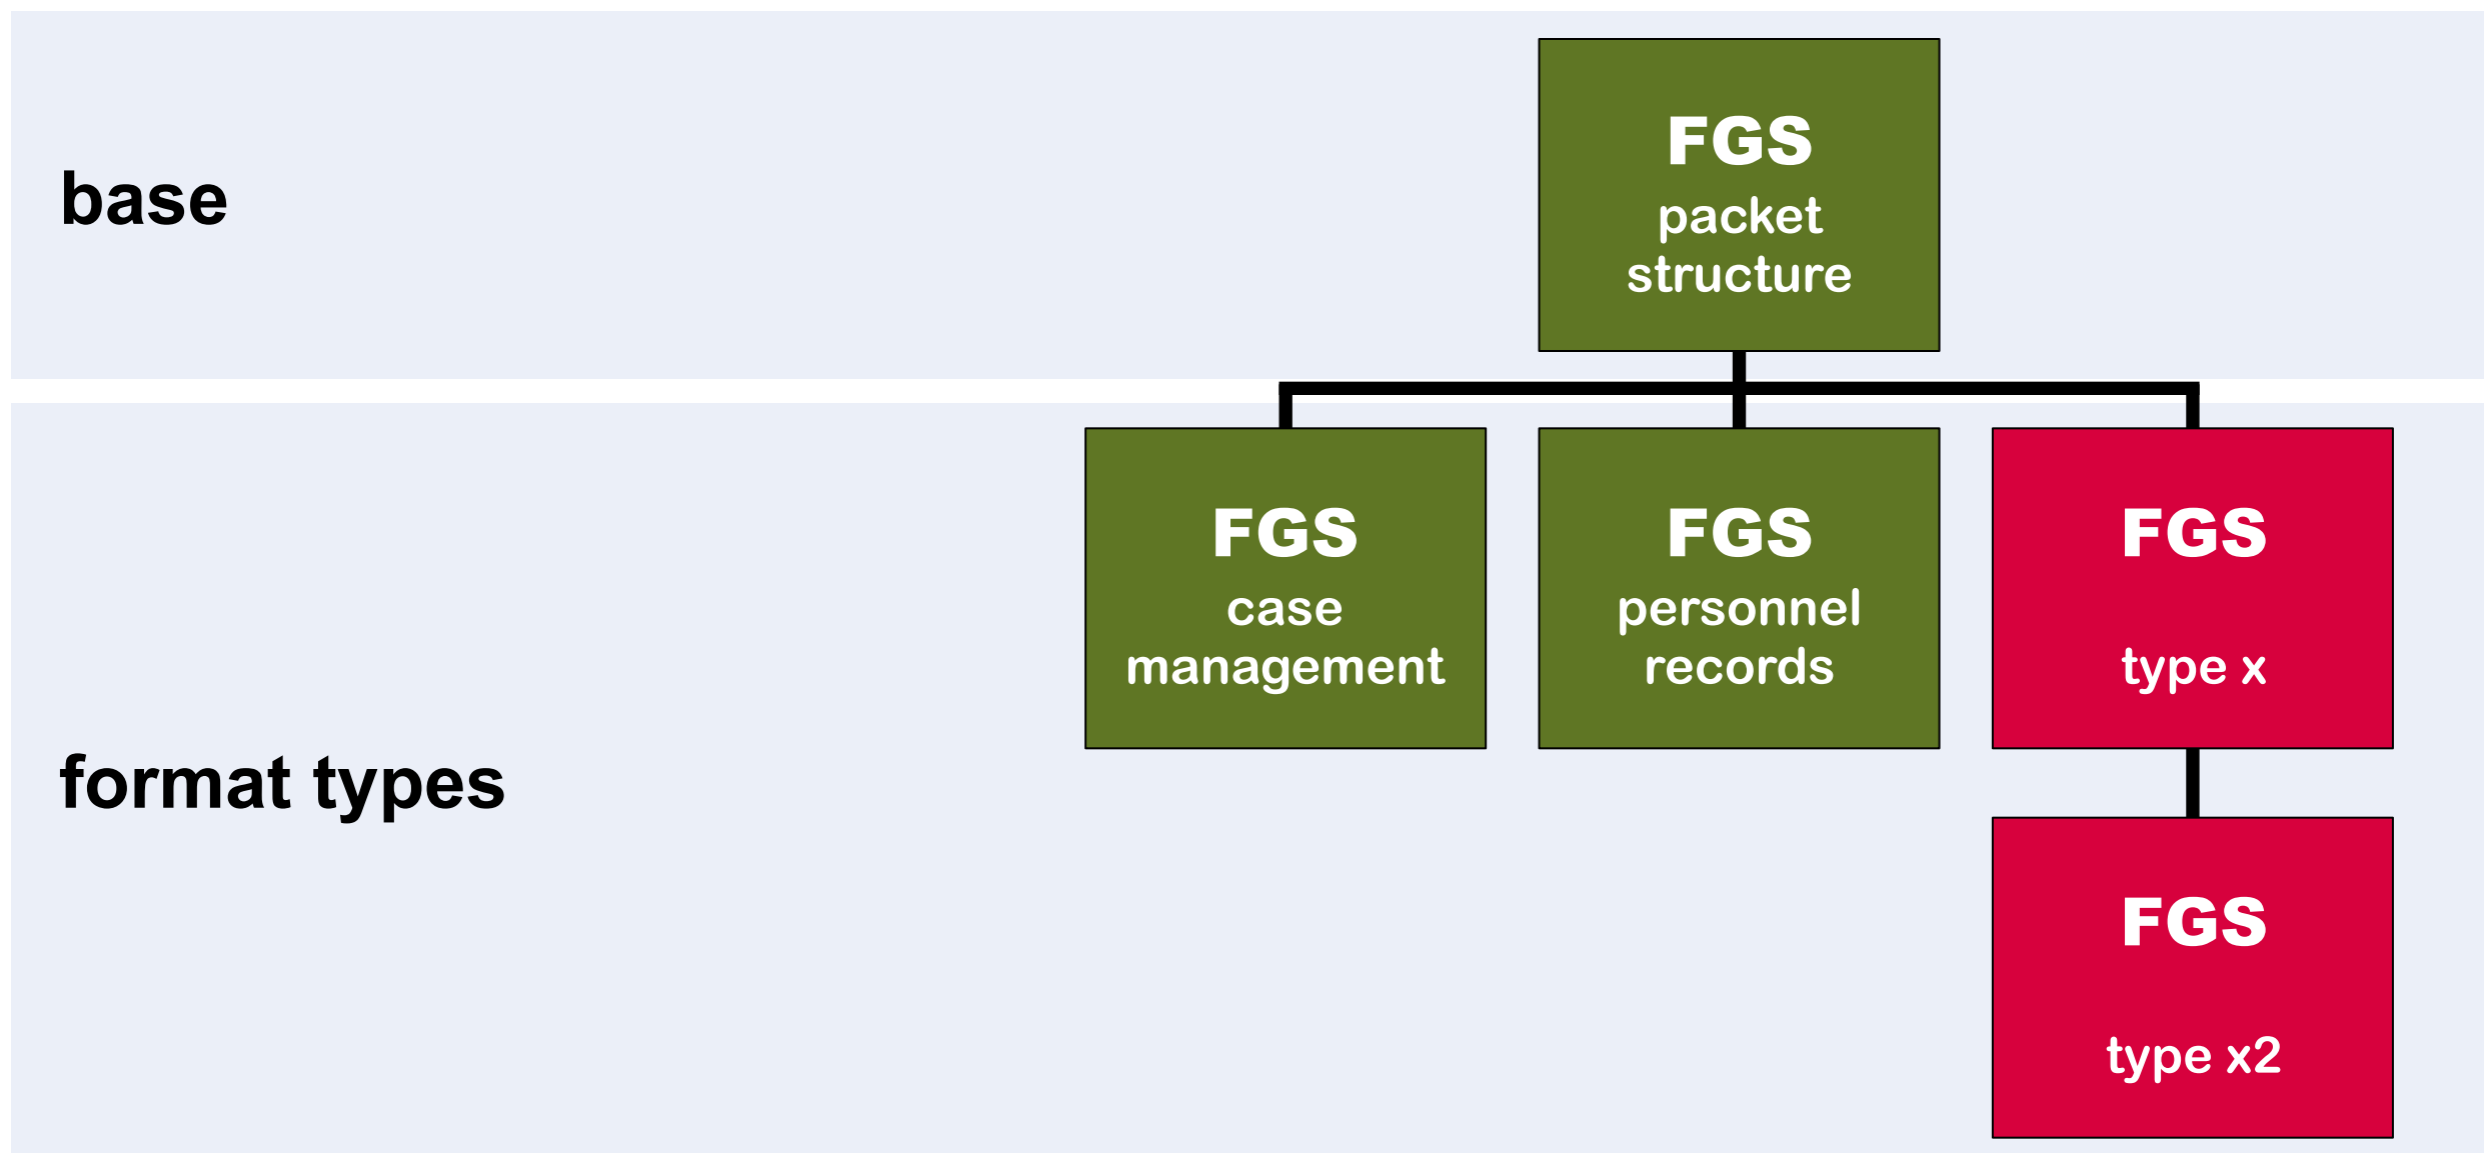 base
FGS
packet
structure
format types
FGS
case
management
FGS
personnel
records
FGS
type x
FGS
type x2